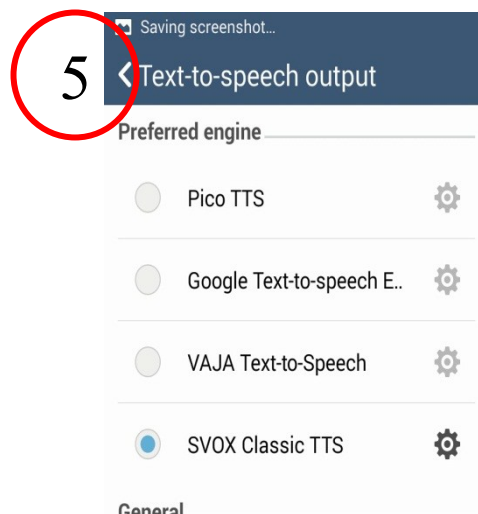 Saving screenshot...
5
Text-to-speech output
Preferred engine
Pico TTS
Google Text-to-speech E..
VAJA Text-to-Speech
SVOX Classic TTS
General